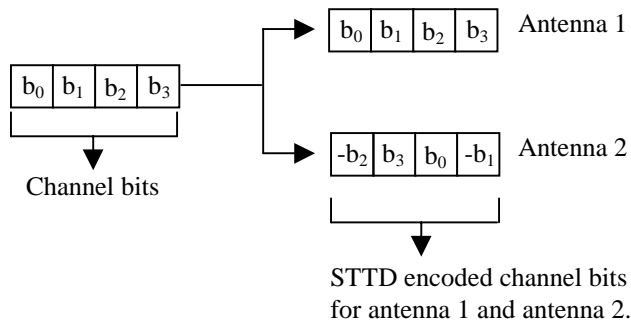 b₀ b₁ b₂ b₃ Antenna 1
b₀ b₁ b₂ b₃
-b₂ b₃ b₀ -b₁ Antenna 2
Channel bits
STTD encoded channel bits
for antenna 1 and antenna 2.